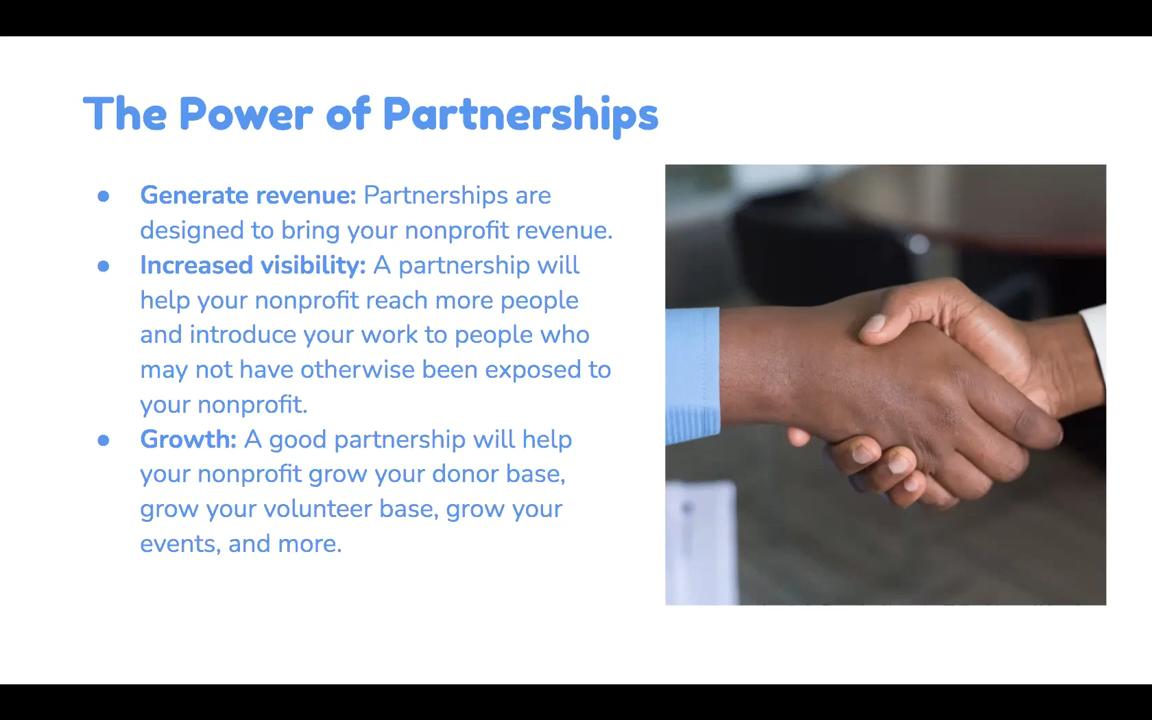 The Power of Partnerships
● Generate revenue: Partnerships are
designed to bring your nonprofit revenue.
● Increased visibility: A partnership will
help your nonprofit reach more people
and introduce your work to people who
may not have otherwise been exposed to
your nonprofit.
● Growth: A good partnership will help
your nonprofit grow your donor base,
grow your volunteer base, grow your
events, and more.